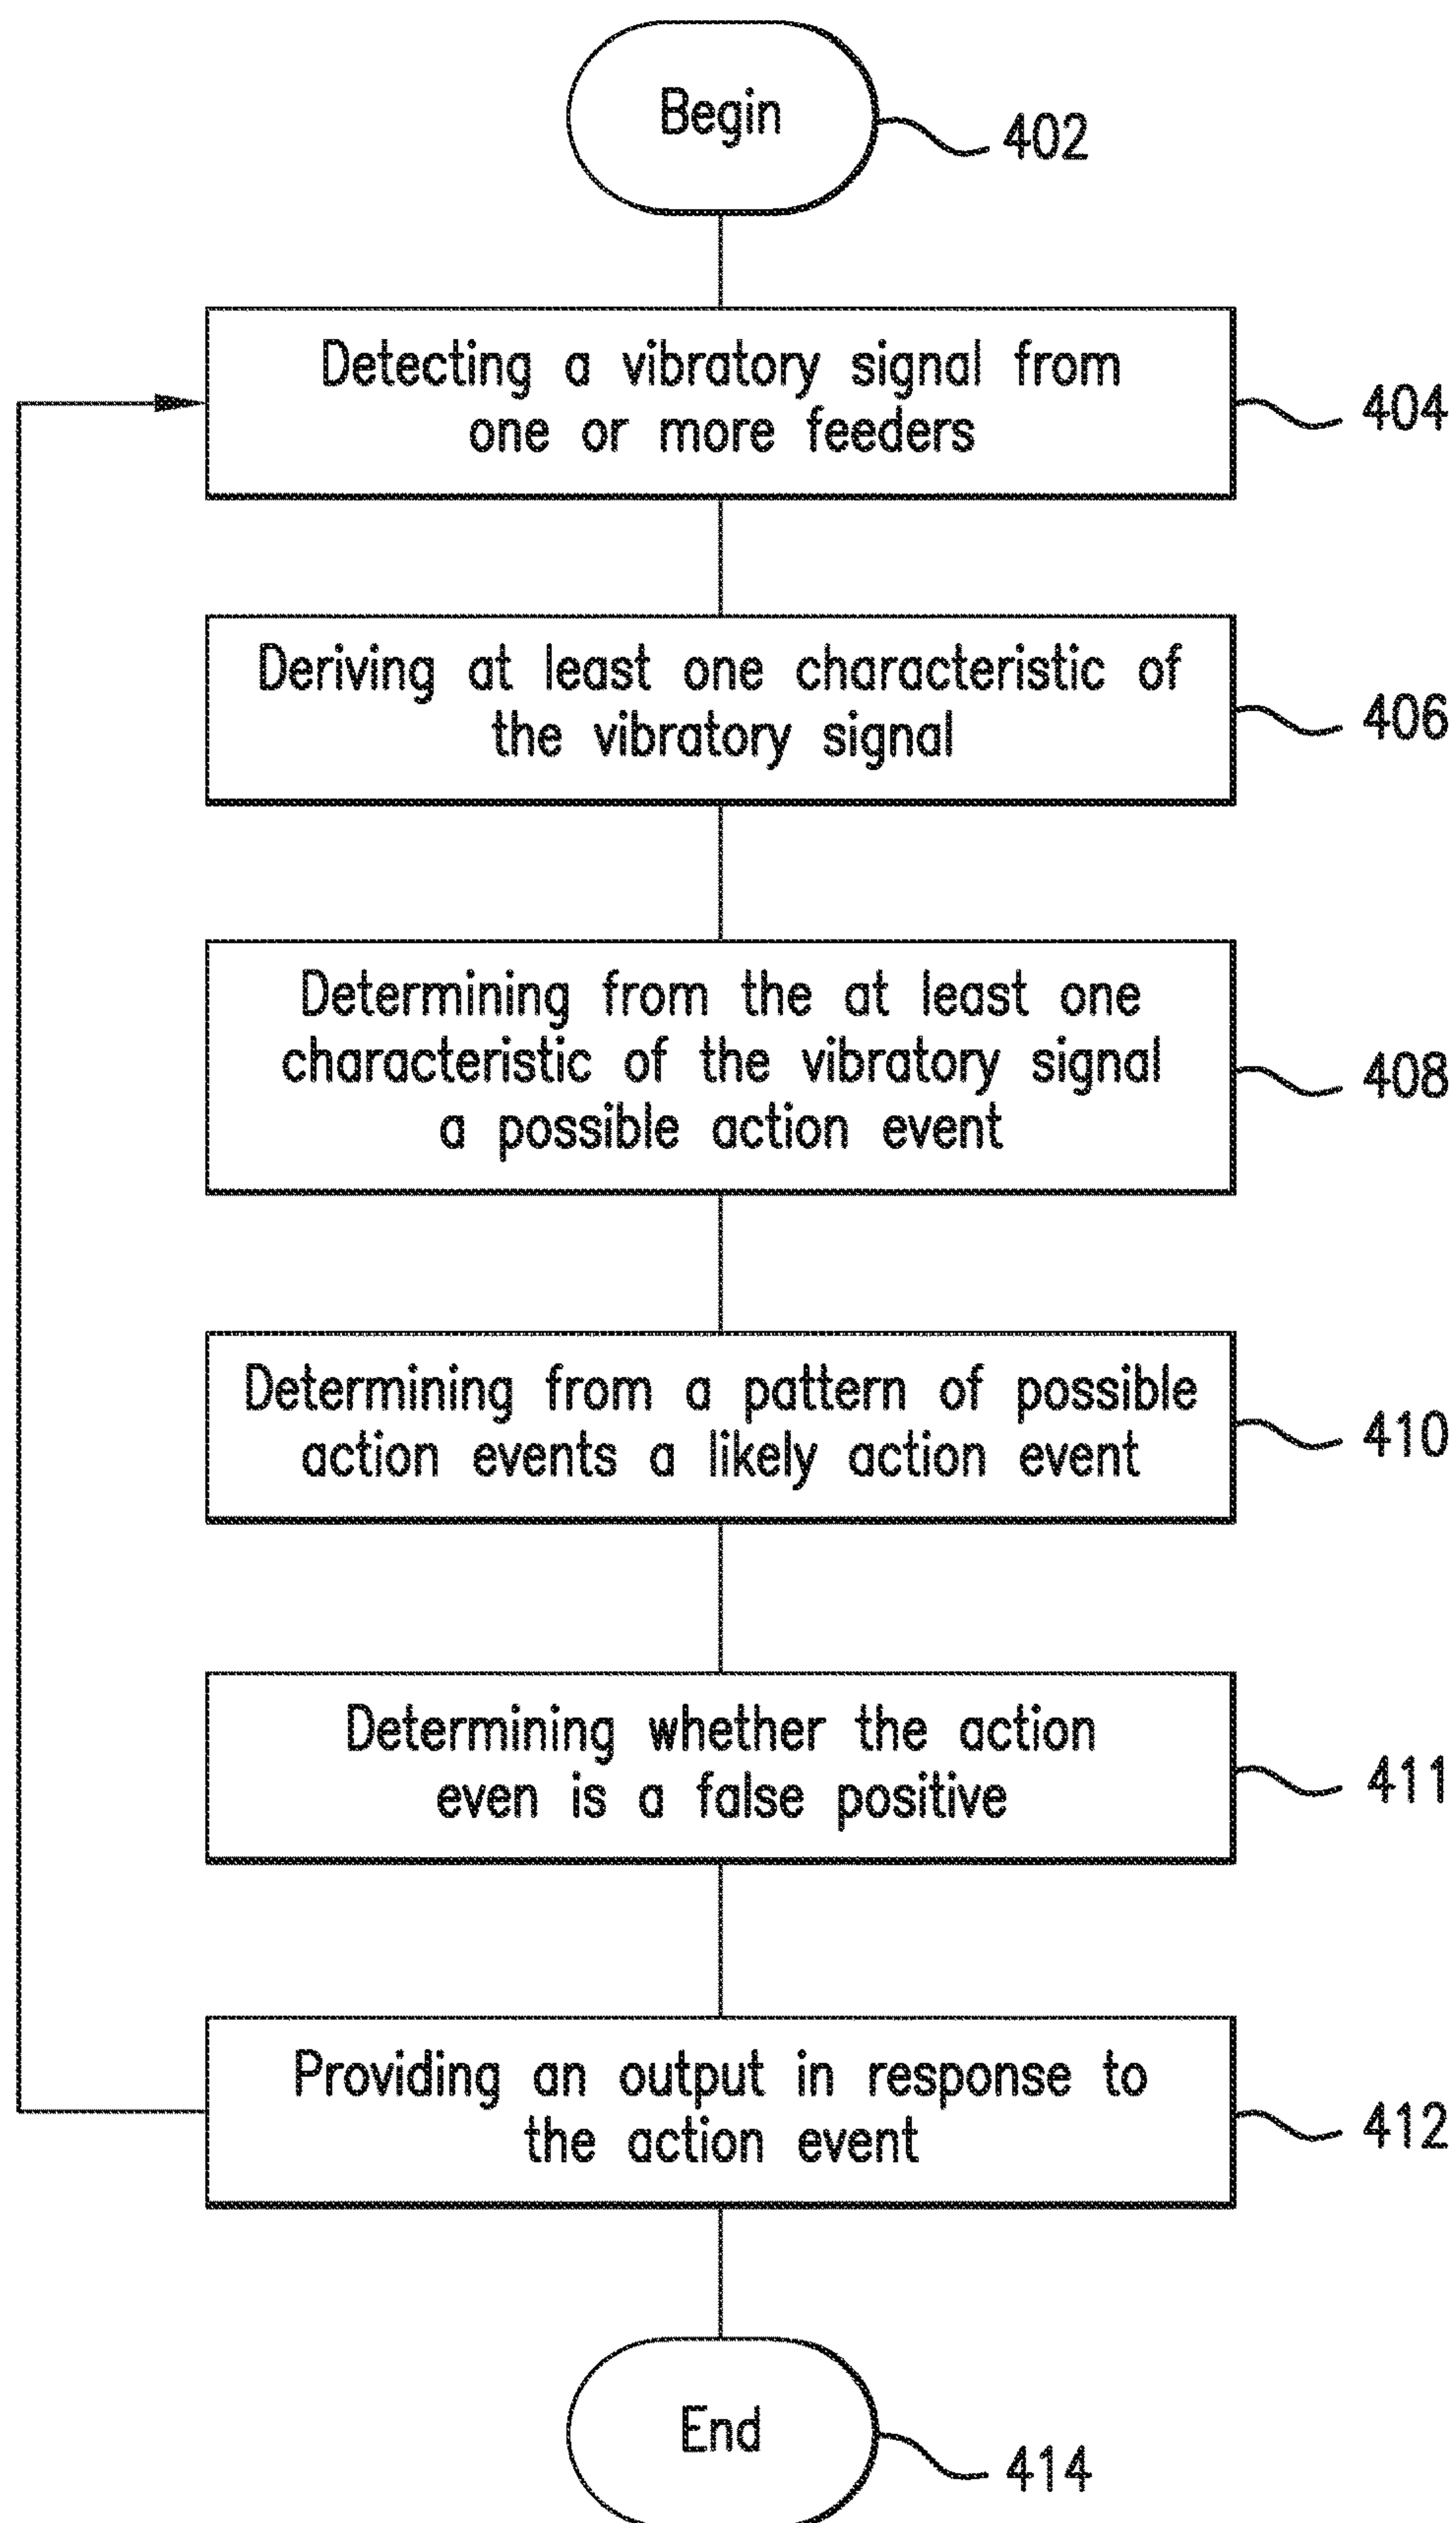 Begin
402
Detecting a vibratory signal from
one or more feeders
404
Deriving at least one characteristic of
the vibratory signal
406
Determining from the at least one
characteristic of the vibratory signal
a possible action event
408
Determining from a pattern of possible
action events a likely action event
410
Determining whether the action
even is a false positive
411
Providing an output in response to
the action event
412
End
414